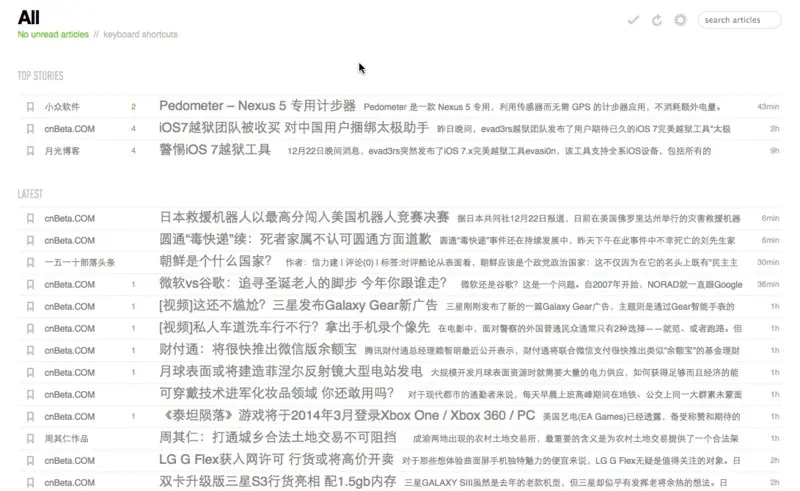 All
No unread articles // keyboard shortcuts
search articles
TOP STORIES
小众软件 2 Pedometer – Nexus 5 专用计步器 Pedometer 是一款 Nexus 5 专用，利用传感器而无需 GPS 的计步器应用，不消耗额外电量。 43min
cnBeta.COM 4 iOS7越狱团队被收买 对中国用户捆绑太极助手 昨日晚间，evad3rs越狱团队发布了用户期待已久的iOS 7完美越狱工具"太极 2h
月光博客 4 警惕iOS 7越狱工具 12月22日晚间消息，evad3rs突然发布了iOS 7.x完美越狱工具evasi0n，该工具支持全系iOS设备，包括所有的 9h
LATEST
cnBeta.COM 日本救援机器人以最高分闯入美国机器人竞赛决赛 据日本共同社12月22日报道，日前在美国佛罗里达州举行的灾害救援机器 6min
cnBeta.COM 圆通"毒快递"续：死者家属不认可圆通方面道歉 圆通"毒快递"事件还在持续发酵中，昨天下午在此事件中不幸死亡的刘先生家 6min
一五一十部落头条 朝鲜是个什么国家？ 作者：信力建 I 评论(0) I 标签:时评酷论从表面看，朝鲜应该是个政党政治国家：这不仅因为在它的名头上既有"民主主 30min
cnBeta.COM 1 微软vs谷歌：追寻圣诞老人的脚步 今年你跟谁走？ 微软还是谷歌？这是一个问题。自2007年开始，NORAD就一直跟Google 36min
cnBeta.COM 1 [视频]这还不尴尬？三星发布Galaxy Gear新广告 三星刚刚发布了新的一篇Galaxy Gear广告，主题则是通过Gear智能手表的 1h
cnBeta.COM 1 [视频]私人车道洗车行不行？拿出手机录个像先 在电影中，面对警察的外国普通民众通常只有2种选择——就范、或者跑路。但 1h
cnBeta.COM 1 财付通：将很快推出微信版余额宝 腾讯财付通总经理赖智明最近公开表示，财付通将联合微信支付很快推出类似"余额宝"的基金理财 1h
cnBeta.COM 1 月球表面或将建造菲涅尔反射镜大型电站发电 大规模开发月球表面资源时就需要大量的电力供应，如何获得足够而且经济的能 1h
cnBeta.COM 可穿戴技术进军化妆品领域 你还敢用吗？ 对于现代都市的通勤者来说，每天早晨上班高峰期间在地铁、公交上同一大群素未蒙面 1h
cnBeta.COM 1 《泰坦陨落》游戏将于2014年3月登录Xbox One / Xbox 360 / PC 美国艺电(EA Games)已经透露，备受称赞和期待的 1h
周其仁作品 周其仁：打通城乡合法土地交易不可阻挡 成渝两地出现的农村土地交易所，最重要的含义是为农村土地交易提供了一个合法架 1h
cnBeta.COM LG G Flex获入网许可 行货或将高价开卖 对于那些想体验曲面屏手机独特魅力的便宜来说，LG G Flex无疑是值得关注的对象。日 2h
cnBeta.COM 双卡升级版三星S3行货亮相 配1.5gb内存 三星GALAXY SIII虽然是去年的老款机型，但三星却似乎有发挥老将余热的想法。日 2h